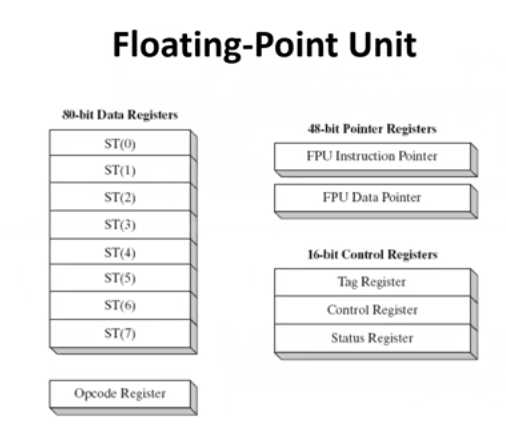 Floating-Point Unit
80-bit Data Registers
ST(0)
ST(1)
ST(2)
ST(3)
ST(4)
ST(5)
ST(6)
ST(7)
Opcode Register
48-bit Pointer Registers
FPU Instruction Pointer
FPU Data Pointer
16-bit Control Registers
Tag Register
Control Register
Status Register